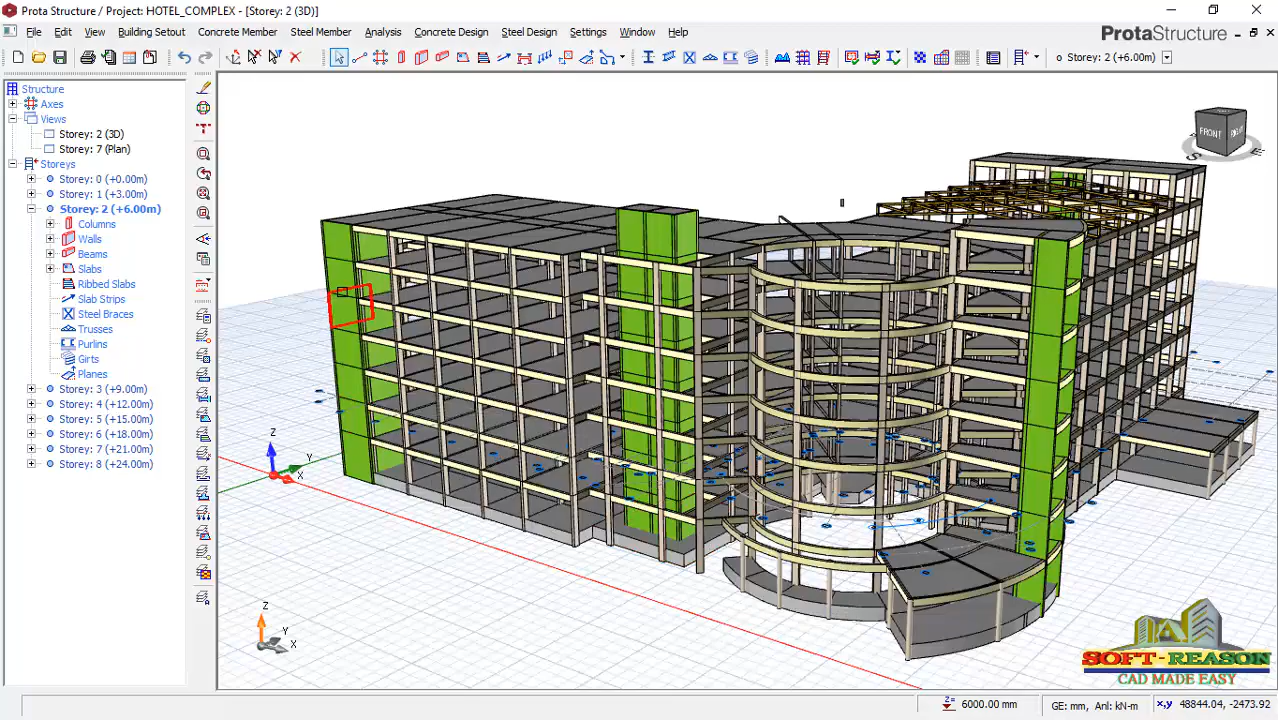 Prota Structure / Project: HOTEL_COMPLEX - [Storey: 2 (3D)]
File Edit View Building Setout Concrete Member Steel Member Analysis Concrete Design Steel Design Settings Window Help
ProtaStructure
o Storey: 2 (+6.00m)
Structure
Axes
Views
Storey: 2 (3D)
Storey: 7 (Plan)
Storeys
Storey: 0 (+0.00m)
Storey: 1 (+3.00m)
Storey: 2 (+6.00m)
Columns
Walls
Beams
Slabs
Ribbed Slabs
Slab Strips
Steel Braces
Trusses
Purlins
Girts
Planes
Storey: 3 (+9.00m)
Storey: 4 (+12.00m)
Storey: 5 (+15.00m)
Storey: 6 (+18.00m)
Storey: 7 (+21.00m)
Storey: 8 (+24.00m)
FRONT RIGHT
S E
Z
Y
X
Z
Y
X
SOFT-REASON
CAD MADE EASY
Z= 6000.00 mm GE: mm, Anl: kN-m x,y 48844.04, -2473.92